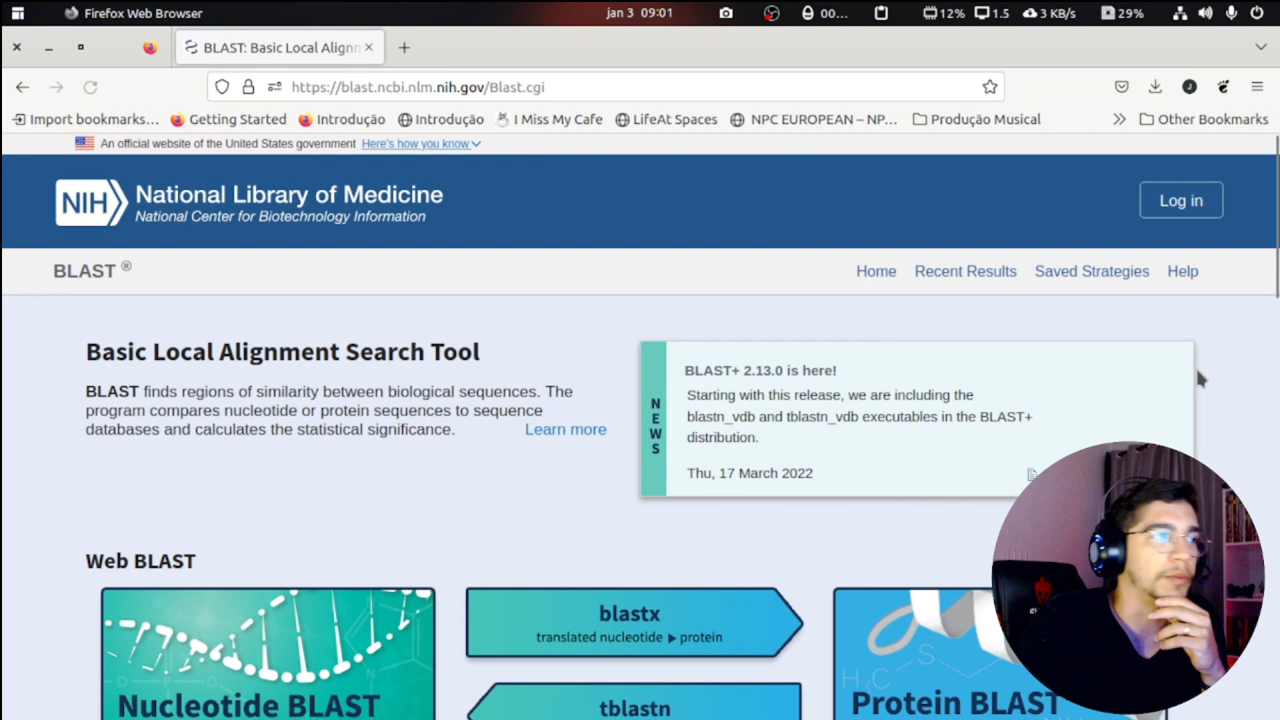 Firefox Web Browser
jan 3 09:01
00...
12%
1.5
3 KB/s
29%
BLAST: Basic Local Alignn
https://blast.ncbi.nlm.nih.gov/Blast.cgi
Import bookmarks...
Getting Started
Introdução
Introdução
I Miss My Cafe
LifeAt Spaces
NPC EUROPEAN – NP...
Produção Musical
Other Bookmarks
An official website of the United States government Here's how you know
NIH
National Library of Medicine
National Center for Biotechnology Information
Log in
BLAST ®
Home
Recent Results
Saved Strategies
Help
Basic Local Alignment Search Tool
BLAST finds regions of similarity between biological sequences. The
program compares nucleotide or protein sequences to sequence
databases and calculates the statistical significance.
Learn more
NEWS
BLAST+ 2.13.0 is here!
Starting with this release, we are including the
blastn_vdb and tblastn_vdb executables in the BLAST+
distribution.
Thu, 17 March 2022
Web BLAST
Nucleotide BLAST
blastx
translated nucleotide ▶ protein
tblastn
H₃C
S
Protein BLAST